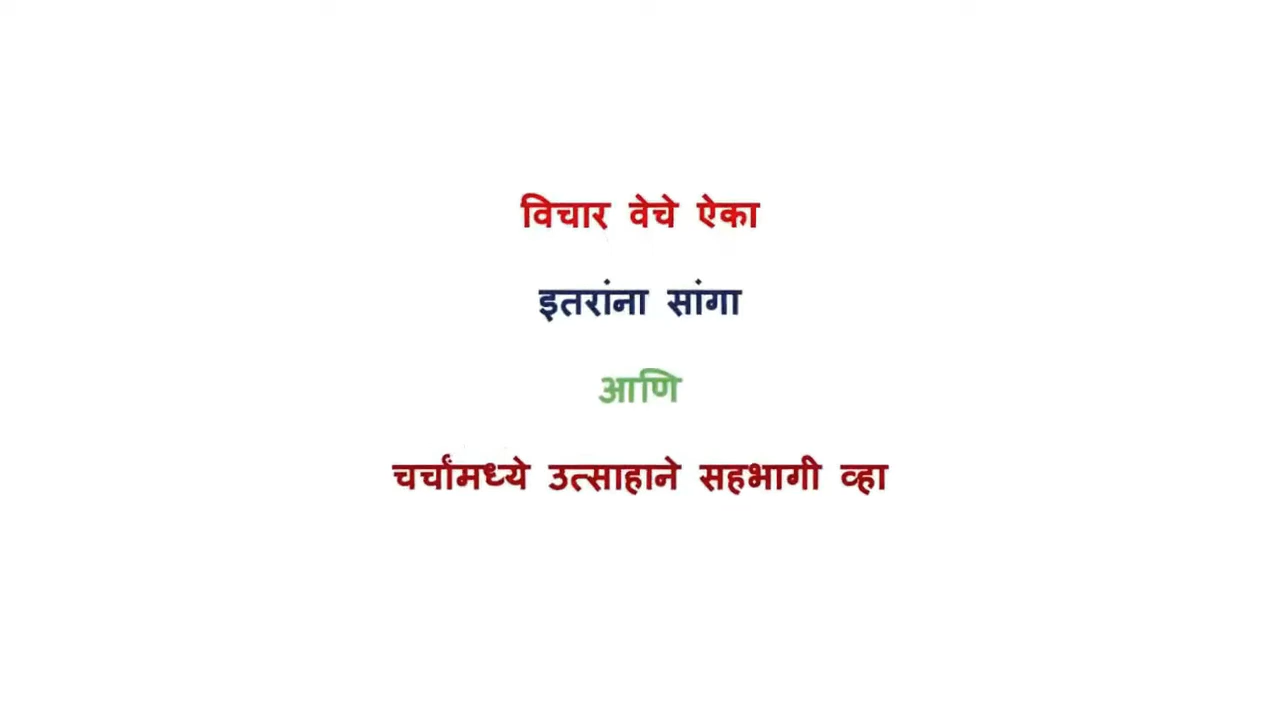 विचार वेचे ऐका
इतरांना सांगा
आणि
चर्चांमध्ये उत्साहाने सहभागी व्हा